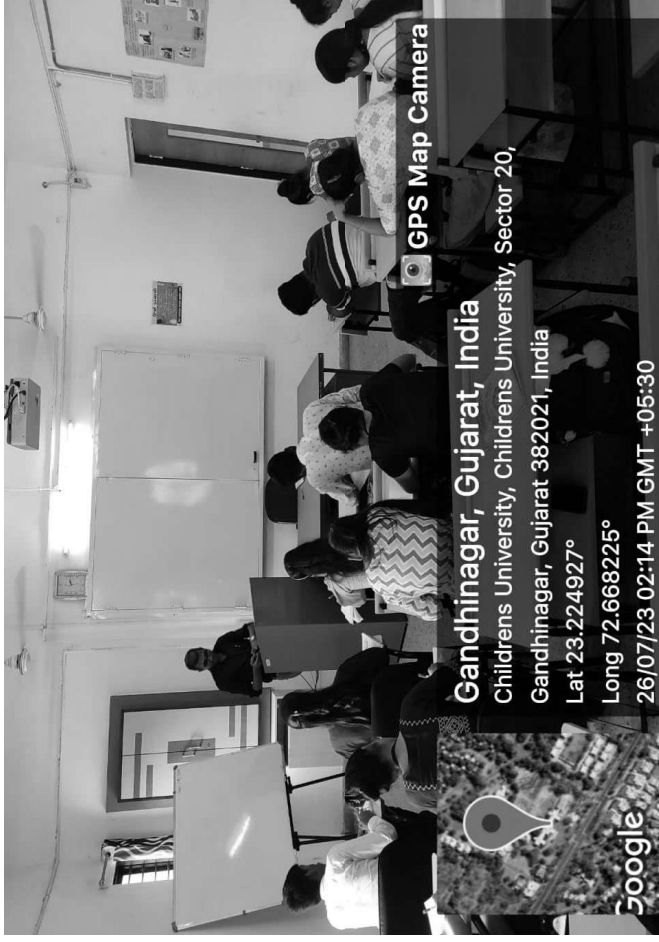 GPS Map Camera
Gandhinagar, Gujarat, India
Childrens University, Childrens University, Sector 20,
Gandhinagar, Gujarat 382021, India
Lat 23.224927°
Long 72.668225°
26/07/23 02:14 PM GMT +05:30
Google